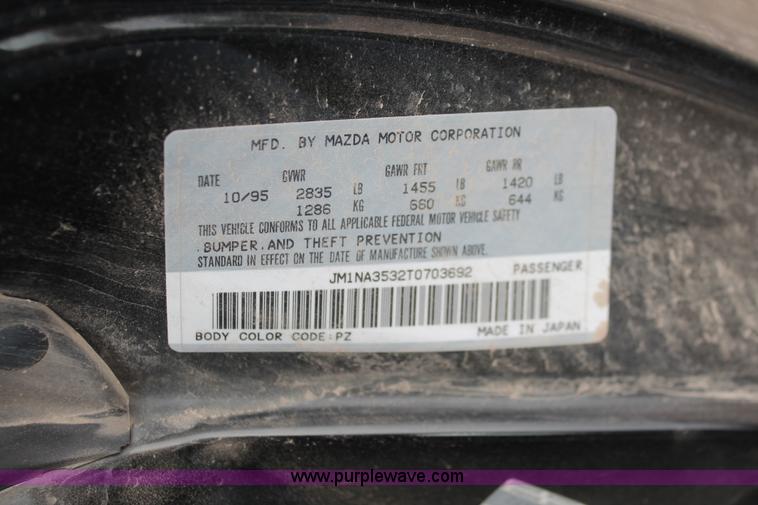 MFD. BY MAZDA MOTOR CORPORATION
DATE GVWR GAWR FRT GAWR RR
10/95 2835 LB 1455 LB 1420 LB
1286 KG 660 KG 644 KG
THIS VEHICLE CONFORMS TO ALL APPLICABLE FEDERAL MOTOR VEHICLE SAFETY
BUMPER, AND THEFT PREVENTION
STANDARD IN EFFECT ON THE DATE OF MANUFACTURE SHOWN ABOVE.
JM1NA3532T0703692 PASSENGER
BODY COLOR CODE:PZ MADE IN JAPAN
www.purplewave.com